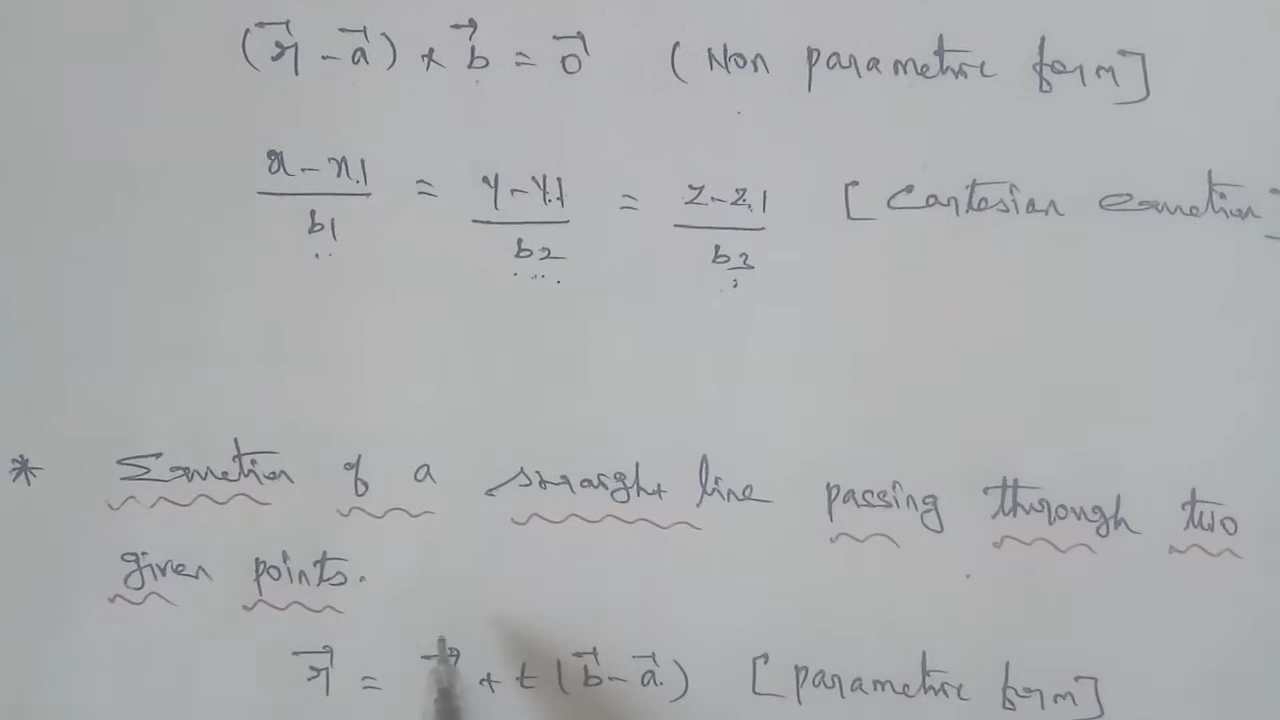 (r⃗ - a⃗) × b⃗ = 0⃗ (Non parametric form]
x - x1 / b1 = y - y1 / b2 = z - z1 / b3 [Cartesian equation]
* Equation of a straight line passing through two
given points.
r⃗ = + t (b⃗ - a⃗) [parametric form]